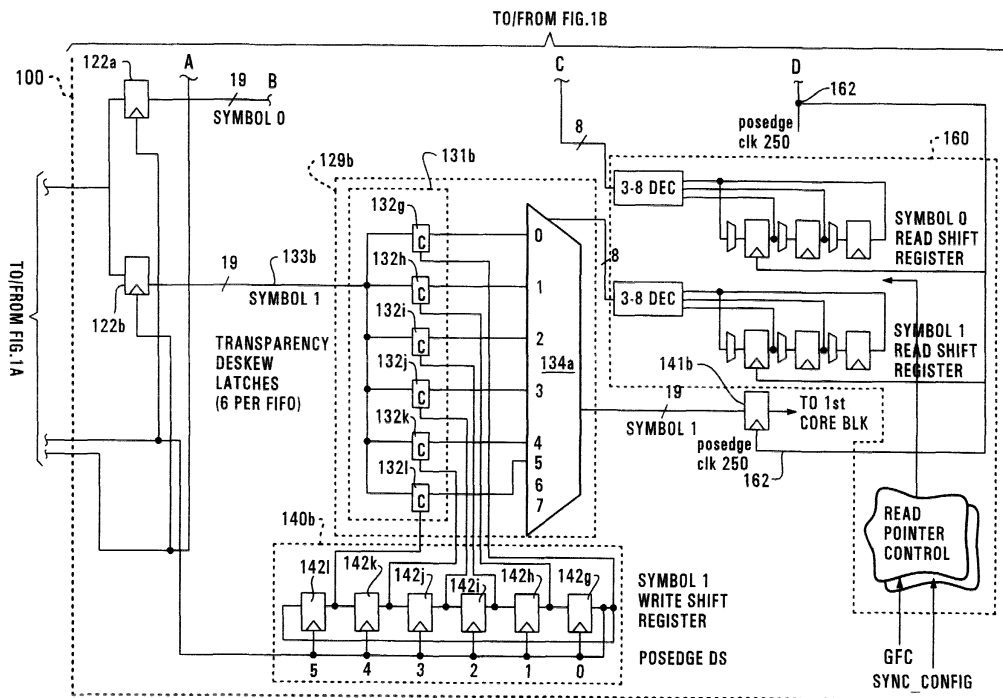 TO/FROM FIG.1B
122a
A
C
D
100
19
B
SYMBOL 0
162
posedge
clk 250
160
8
129b
131b
3-8 DEC
SYMBOL 0
READ SHIFT
REGISTER
132g
C
0
8
TO/FROM FIG.1A
19
133b
122b
SYMBOL 1
132h
C
1
3-8 DEC
132i
C
2
TRANSPARENCY
DESKEW
LATCHES
(6 PER FIFO)
134a
SYMBOL 1
READ SHIFT
REGISTER
132j
C
3
141b
19
SYMBOL 1
TO 1st
CORE BLK
132k
C
4
posedge
clk 250
162
5
132l
C
6
7
READ
POINTER
CONTROL
140b
142l
142k
142j
142i
142h
142g
SYMBOL 1
WRITE SHIFT
REGISTER
POSEDGE DS
5
4
3
2
1
0
GFC
SYNC_CONFIG